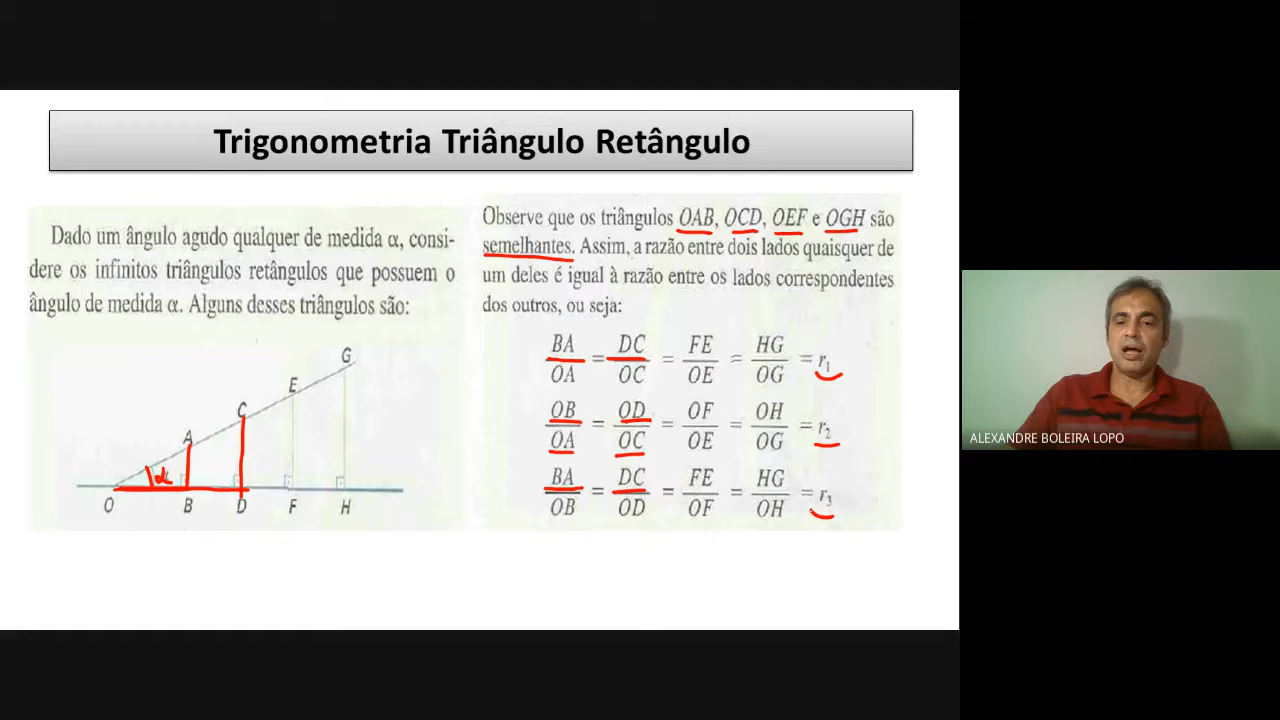 Trigonometria Triângulo Retângulo
Dado um ângulo agudo qualquer de medida α, consi-
dere os infinitos triângulos retângulos que possuem o
ângulo de medida α. Alguns desses triângulos são:
G
E
C
A
α
O B D F H
Observe que os triângulos OAB, OCD, OEF e OGH são
semelhantes. Assim, a razão entre dois lados quaisquer de
um deles é igual à razão entre os lados correspondentes
dos outros, ou seja:
BA/OA = DC/OC = FE/OE = HG/OG = r₁
OB/OA = OD/OC = OF/OE = OH/OG = r₂
BA/OB = DC/OD = FE/OF = HG/OH = r₃
ALEXANDRE BOLEIRA LOPO